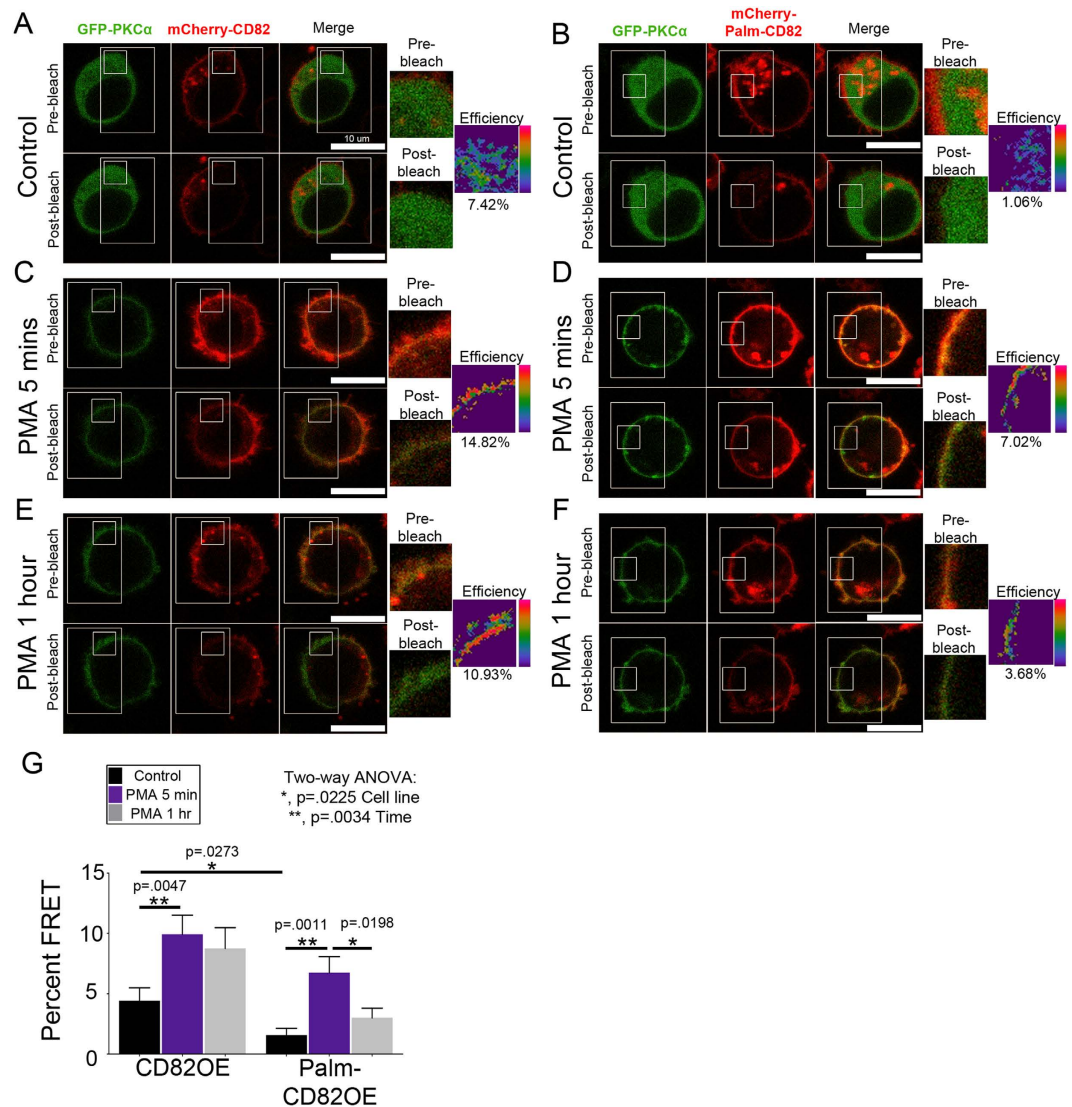 A
GFP-PKCα
mCherry-CD82
Merge
Pre-
bleach
Control
Pre-bleach
10 um
Efficiency
Post-
bleach
Post-bleach
7.42%
B
GFP-PKCα
mCherry-
Palm-CD82
Merge
Pre-
bleach
Control
Pre-bleach
Efficiency
Post-
bleach
Post-bleach
1.06%
C
PMA 5 mins
Pre-bleach
Pre-
bleach
Efficiency
Post-
bleach
Post-bleach
14.82%
D
PMA 5 mins
Pre-bleach
Pre-
bleach
Efficiency
Post-
bleach
Post-bleach
7.02%
E
PMA 1 hour
Pre-bleach
Pre-
bleach
Efficiency
Post-
bleach
Post-bleach
10.93%
F
PMA 1 hour
Pre-bleach
Pre-
bleach
Efficiency
Post-
bleach
Post-bleach
3.68%
G
Control
PMA 5 min
PMA 1 hr
Two-way ANOVA:
*, p=.0225 Cell line
**, p=.0034 Time
Percent FRET
15
10
5
0
p=.0273
*
p=.0047
**
p=.0011
**
p=.0198
*
CD82OE
Palm-
CD82OE